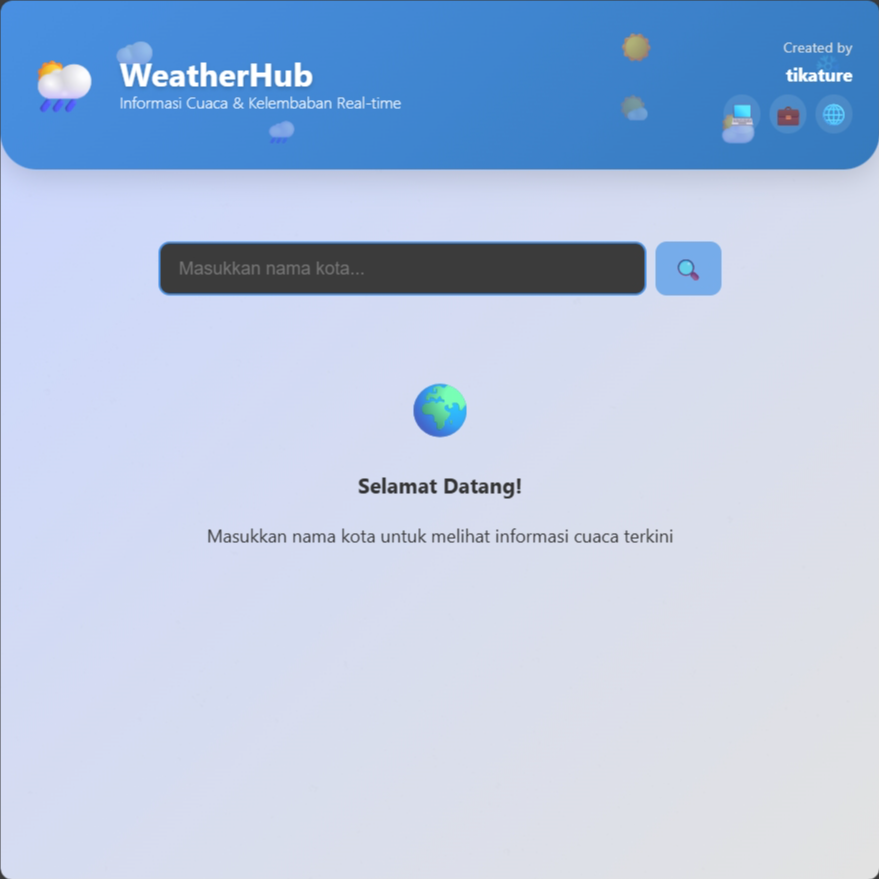 WeatherHub
Informasi Cuaca & Kelembaban Real-time
Created by
tikature
Masukkan nama kota...
Selamat Datang!
Masukkan nama kota untuk melihat informasi cuaca terkini